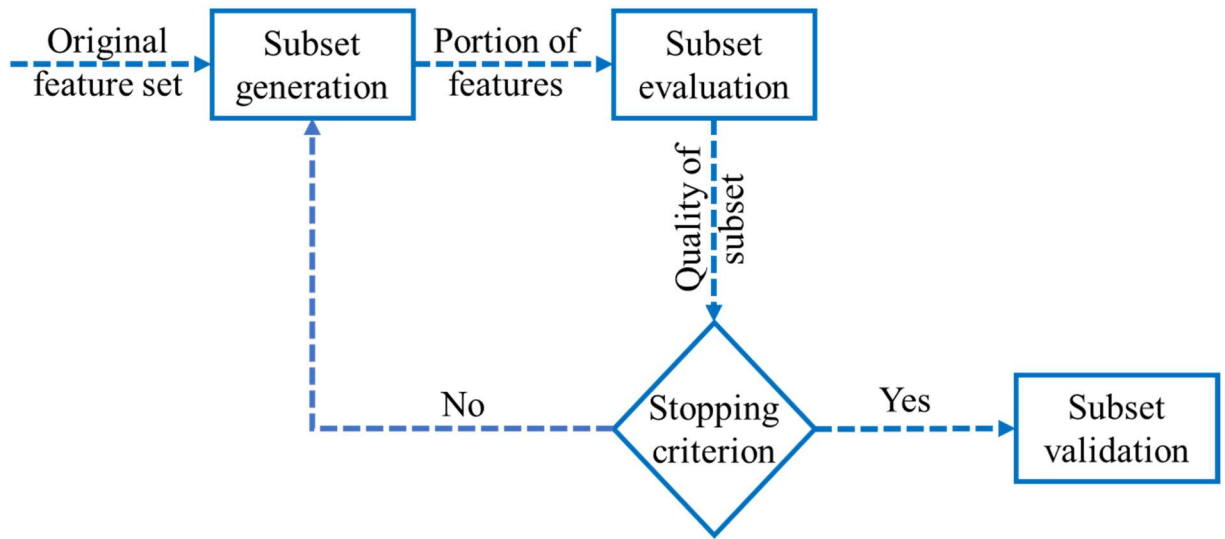 Original
feature set
Subset
generation
Portion of
features
Subset
evaluation
Quality of
subset
No
Stopping
criterion
Yes
Subset
validation